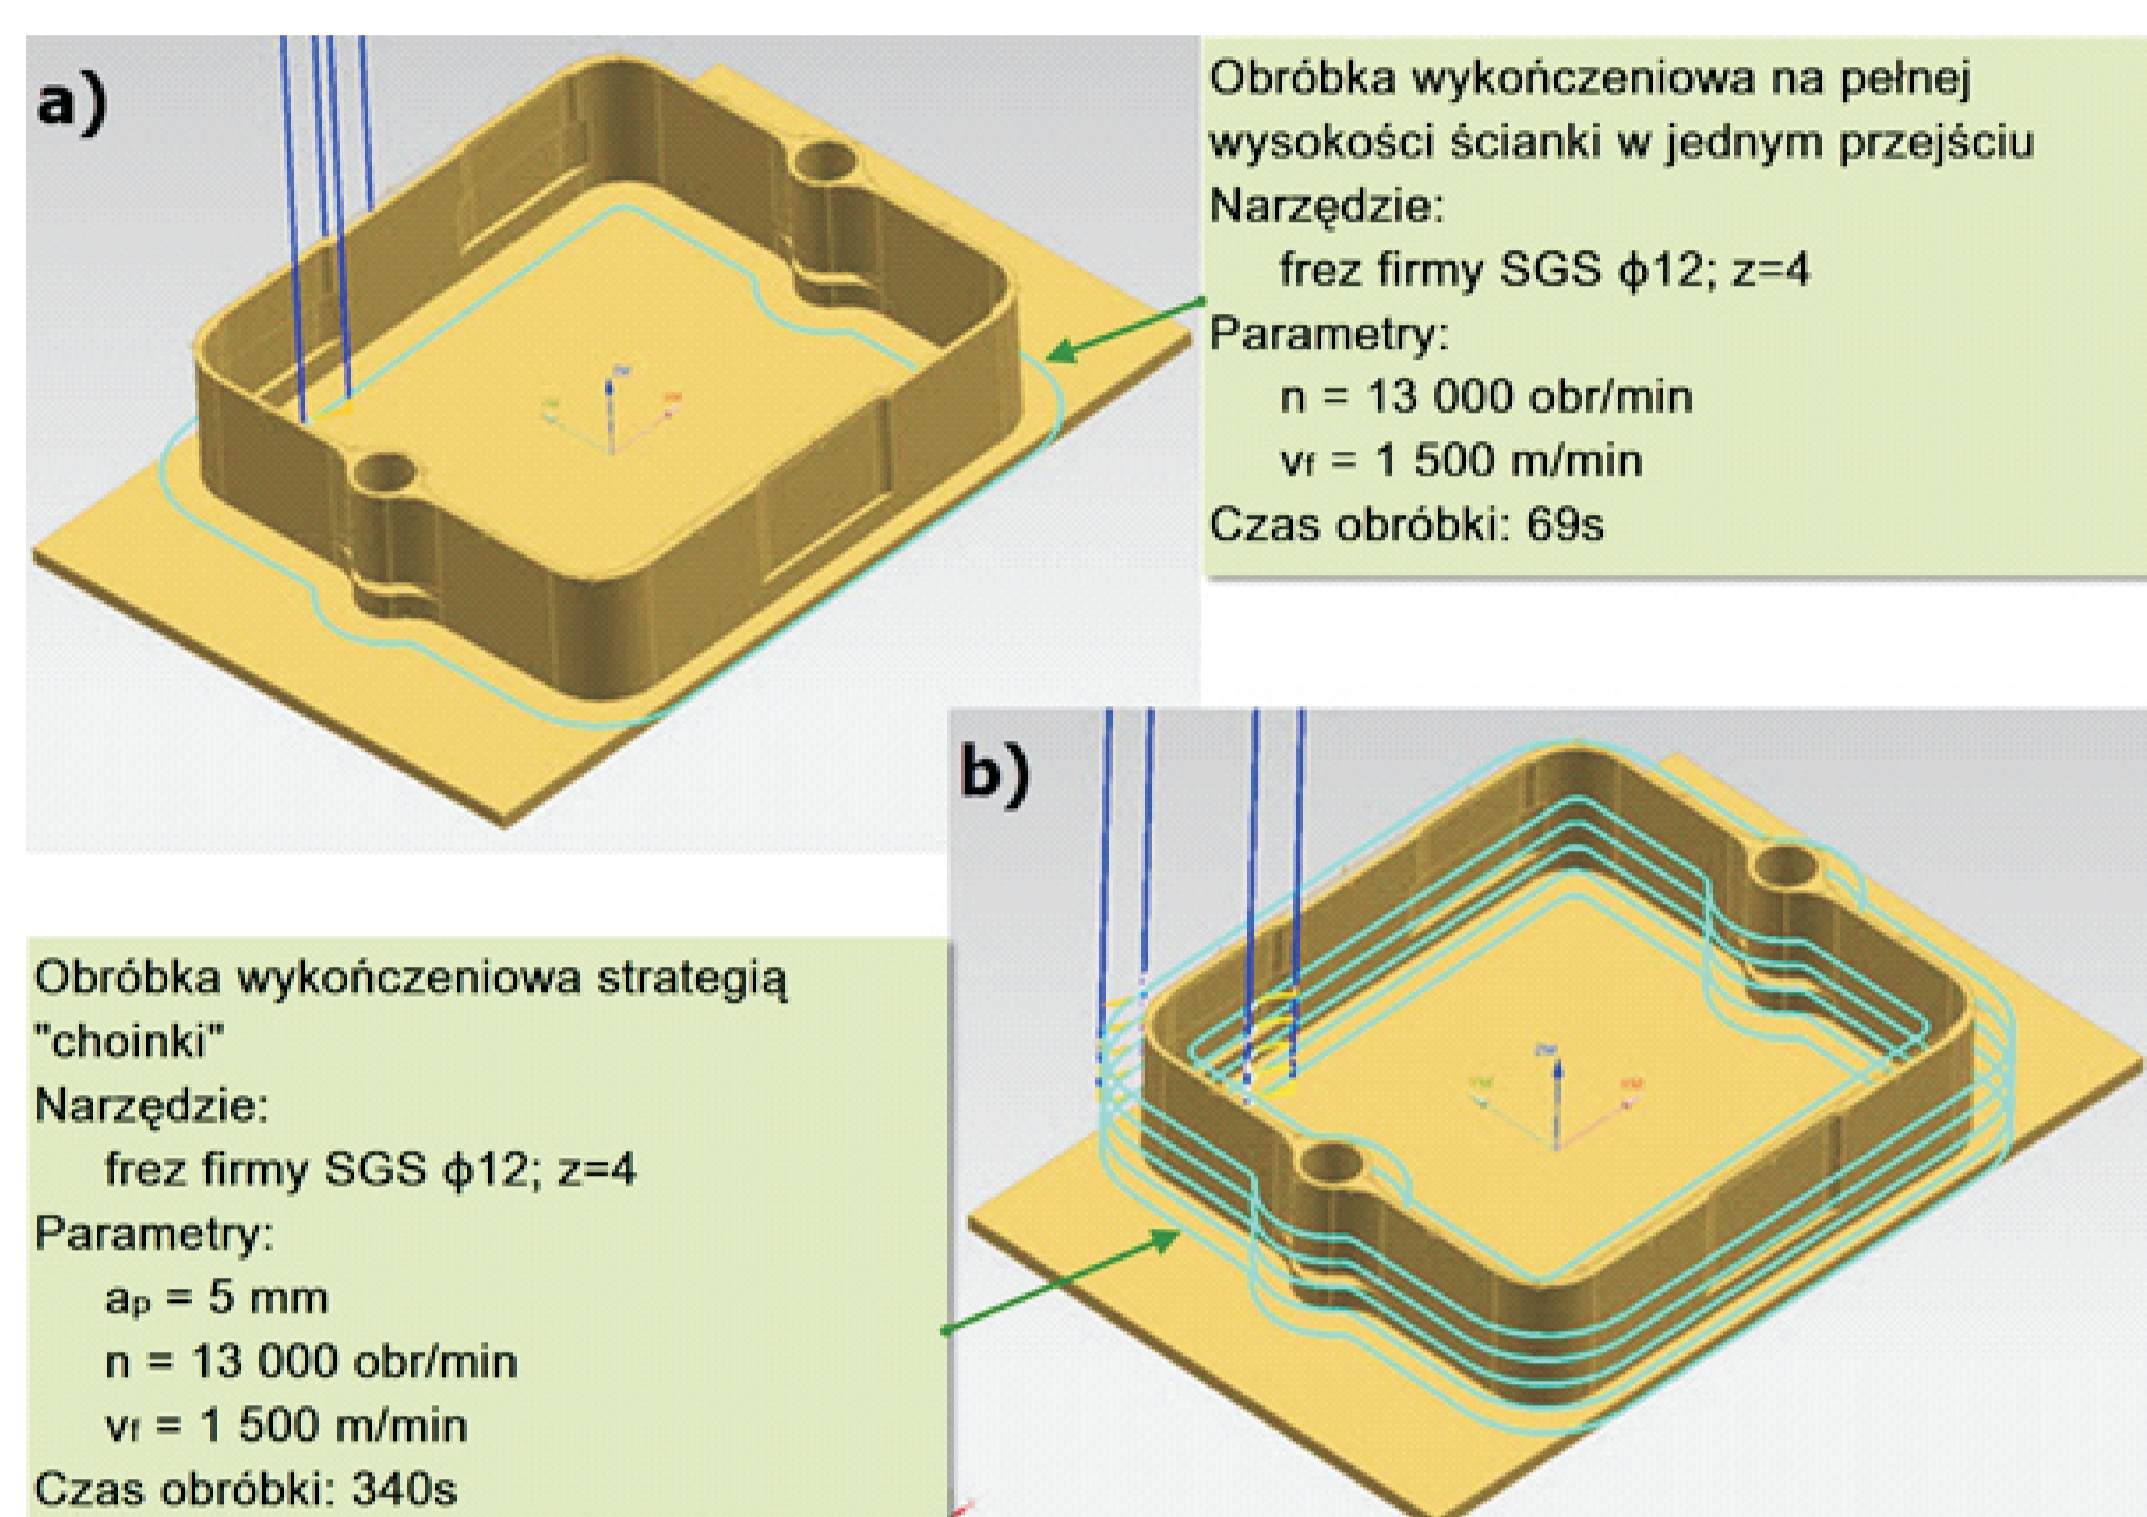 a)
Obróbka wykończeniowa na pełnej
wysokości ścianki w jednym przejściu
Narzędzie:
frez firmy SGS ϕ12; z=4
Parametry:
n = 13 000 obr/min
vf = 1 500 m/min
Czas obróbki: 69s
b)
Obróbka wykończeniowa strategią
"choinki"
Narzędzie:
frez firmy SGS ϕ12; z=4
Parametry:
ap = 5 mm
n = 13 000 obr/min
vf = 1 500 m/min
Czas obróbki: 340s